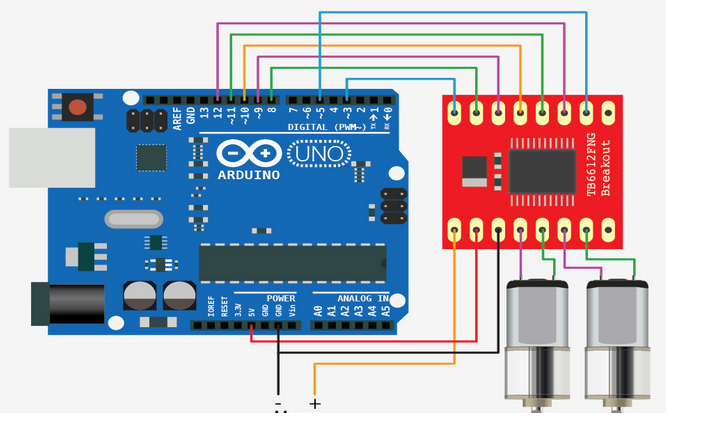 AREF
GND
13
12
~11
~10
~9
8
7
~6
~5
4
~3
2
TX→1
RX←0
DIGITAL (PWM~)
UNO
ARDUINO
TB6612FNG
Breakout
POWER
ANALOG IN
IOREF
RESET
3.3V
5V
GND
GND
Vin
A0
A1
A2
A3
A4
A5
- +